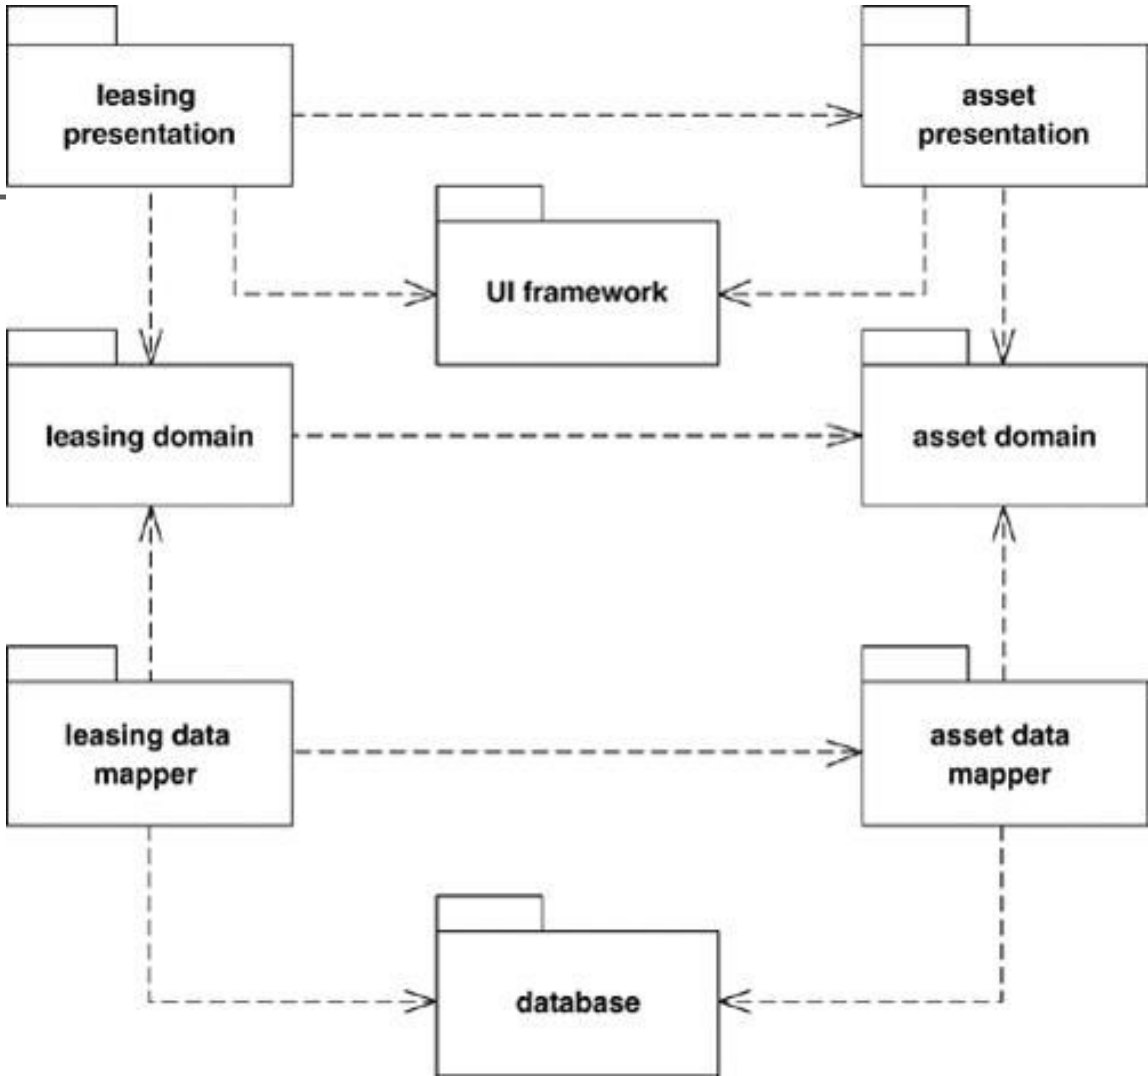 leasing
presentation
asset
presentation
UI framework
leasing domain
asset domain
leasing data
mapper
asset data
mapper
database